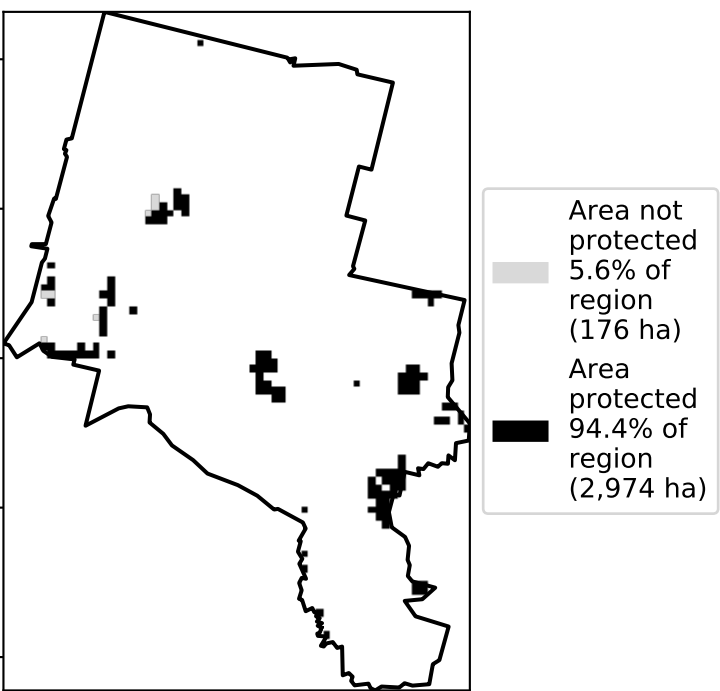 Area not
protected
5.6% of
region
(176 ha)
Area
protected
94.4% of
region
(2,974 ha)